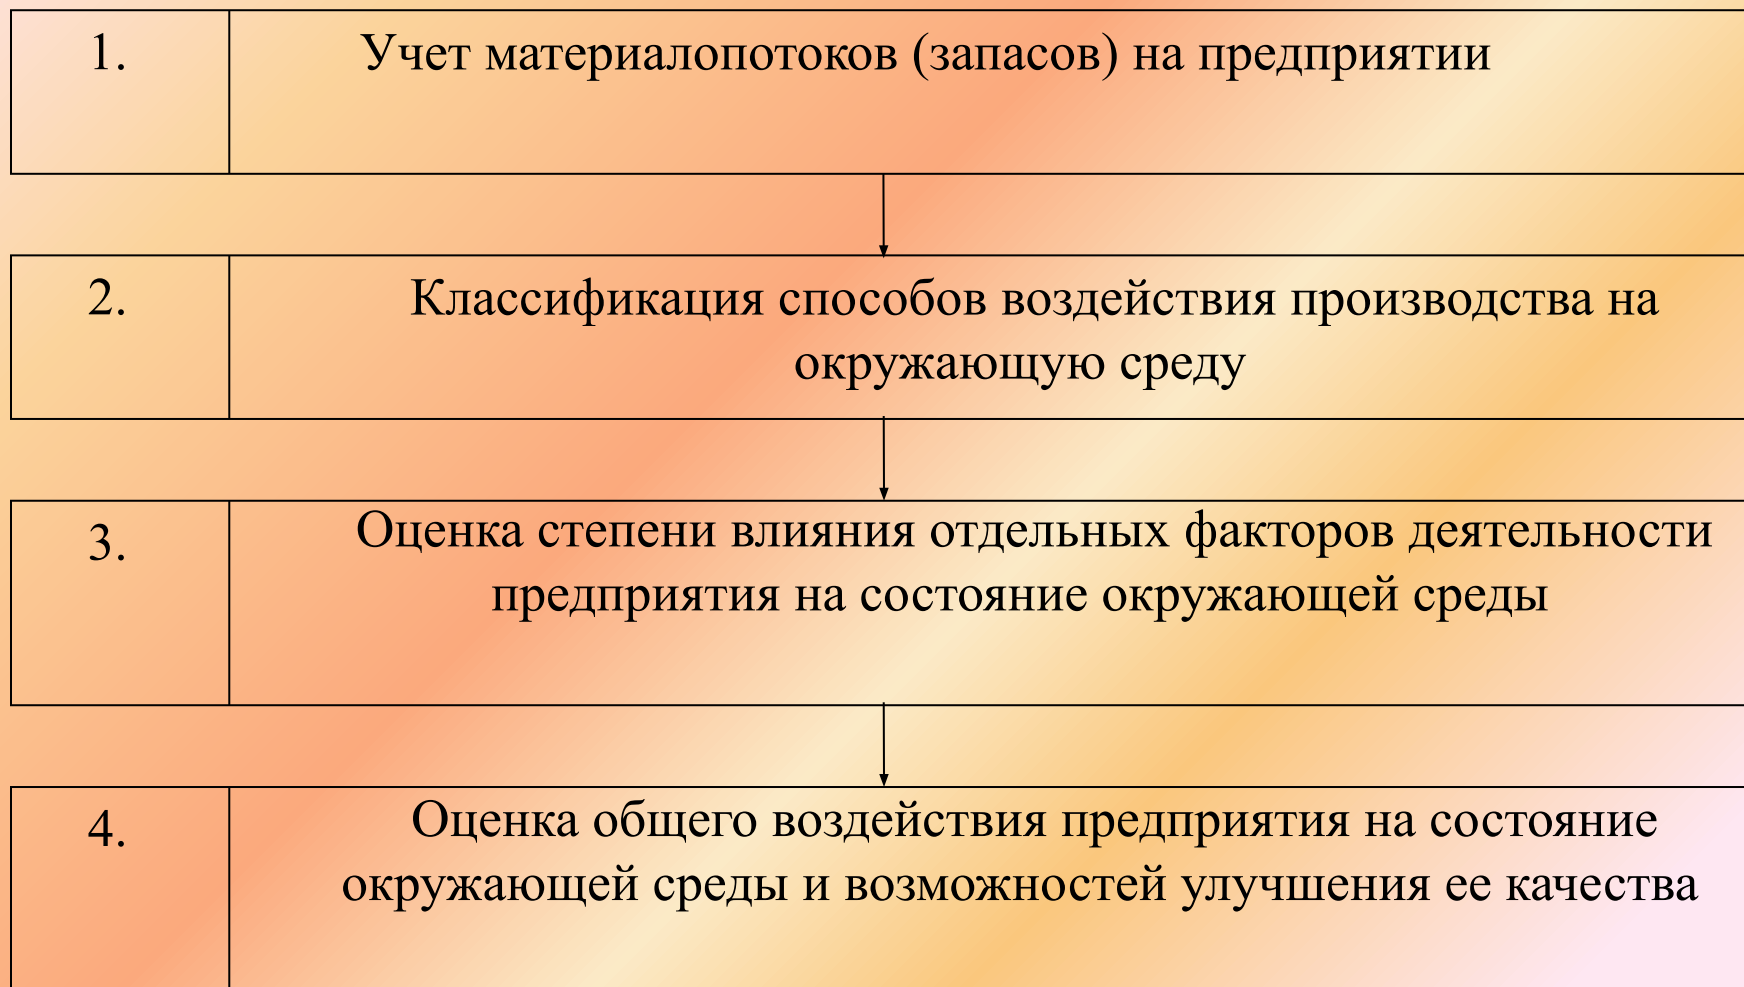 1. Учет материалопотоков (запасов) на предприятии
2. Классификация способов воздействия производства на
окружающую среду
3. Оценка степени влияния отдельных факторов деятельности
предприятия на состояние окружающей среды
4. Оценка общего воздействия предприятия на состояние
окружающей среды и возможностей улучшения ее качества